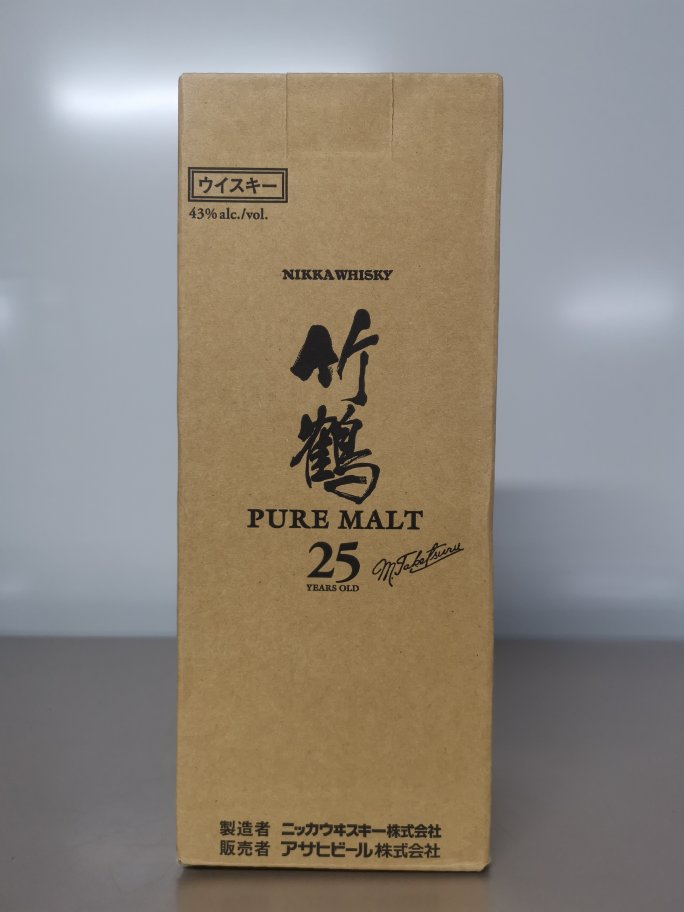 ウイスキー
43% alc./vol.
NIKKA WHISKY
竹
鶴
PURE MALT
25
YEARS OLD
M. Taketsuru
製造者 ニッカウヰスキー株式会社
販売者 アサヒビール株式会社